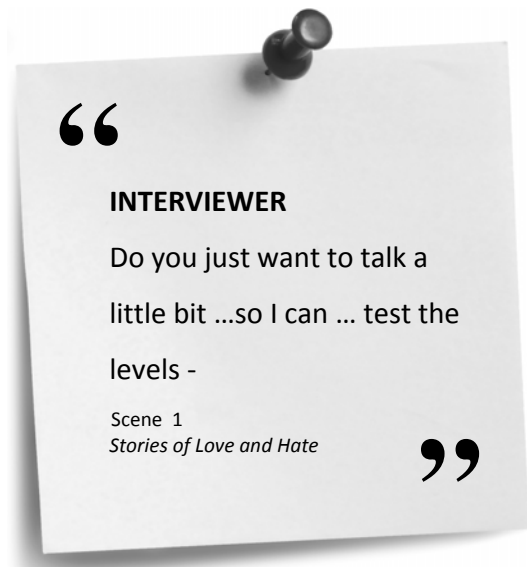 “
INTERVIEWER
Do you just want to talk a
little bit ...so I can ... test the
levels -
Scene 1
Stories of Love and Hate
”